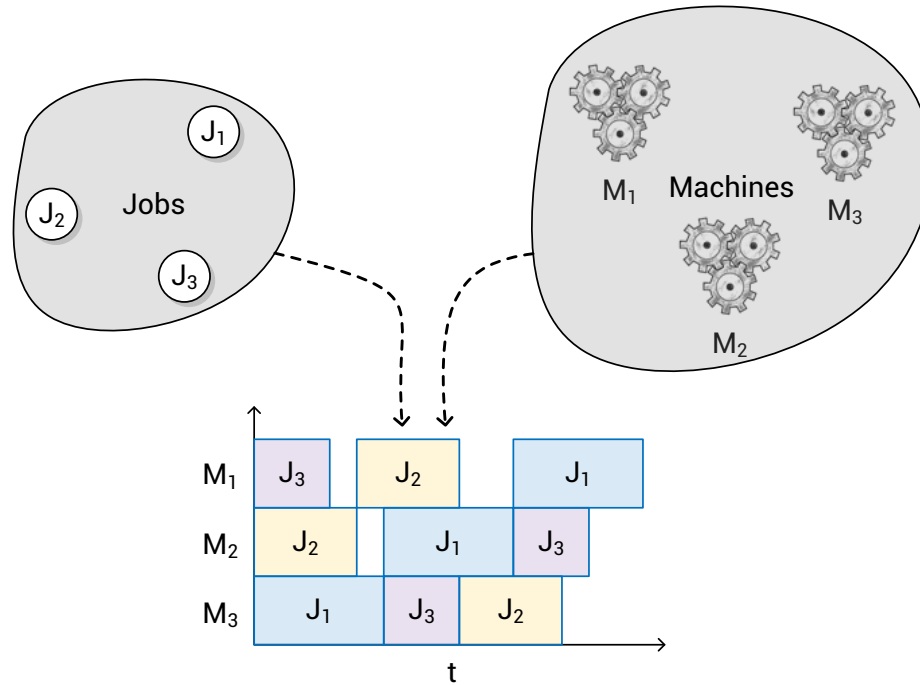 J₁
Jobs
J₂
J₃
M₁
Machines
M₃
M₂
M₁ J₃ J₂ J₁
M₂ J₂ J₁ J₃
M₃ J₁ J₃ J₂
t